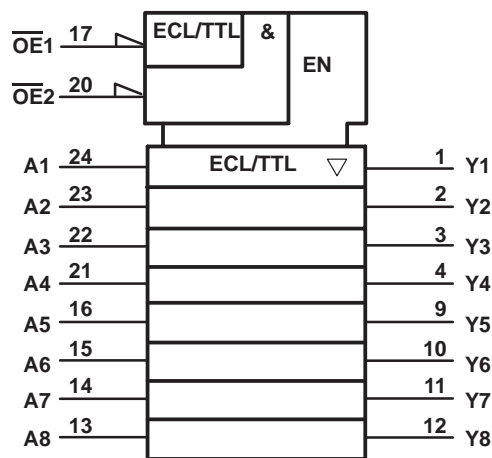 OE1 17 ECL/TTL & EN
OE2 20
A1 24 ECL/TTL ▽ 1 Y1
A2 23 2 Y2
A3 22 3 Y3
A4 21 4 Y4
A5 16 9 Y5
A6 15 10 Y6
A7 14 11 Y7
A8 13 12 Y8